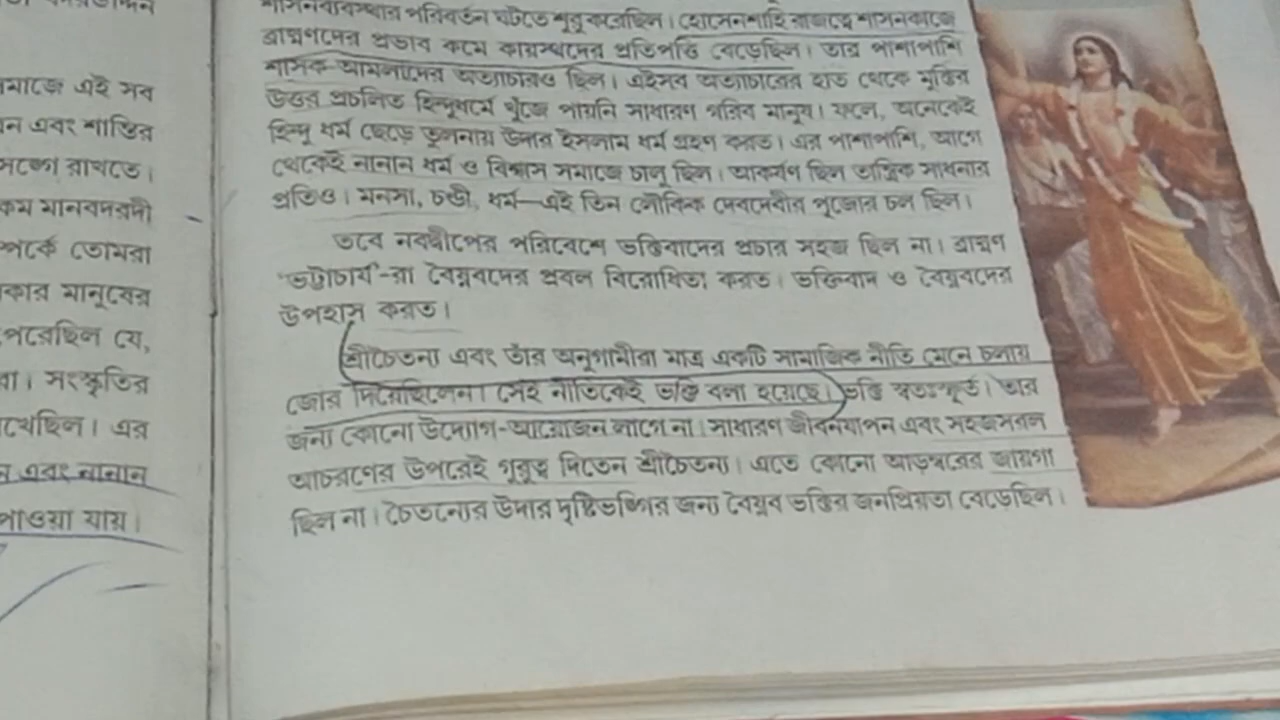 মাজে এই সব
এবং শান্তির
রাখতে।
কম মানবদরদী
পর্কে তোমরা
কার মানুষের
পেরেছিল যে,
রা। সংস্কৃতির
খেছিল। এর
এবং নানান
পাওয়া যায়।
শাসনব্যবস্থার পরিবর্তন ঘটতে শুরু করেছিল। হোসেনশাহি রাজত্বে শাসনকাজে
ব্রাহ্মণদের প্রভাব কমে কায়স্থদের প্রতিপত্তি বেড়েছিল। তার পাশাপাশি
শাসক-আমলাদের অত্যাচারও ছিল। এইসব অত্যাচারের হাত থেকে মুক্তির
উত্তর প্রচলিত হিন্দুধর্মে খুঁজে পায়নি সাধারণ গরিব মানুষ। ফলে, অনেকেই
হিন্দু ধর্ম ছেড়ে তুলনায় উদার ইসলাম ধর্ম গ্রহণ করত। এর পাশাপাশি, আগে
থেকেই নানান ধর্ম ও বিশ্বাস সমাজে চালু ছিল। আকর্ষণ ছিল তান্ত্রিক সাধনার
প্রতিও। মনসা, চণ্ডী, ধর্ম—এই তিন লৌকিক দেবদেবীর পুজোর চল ছিল।
তবে নবদ্বীপের পরিবেশে ভক্তিবাদের প্রচার সহজ ছিল না। ব্রাহ্মণ
'ভট্টাচার্য'-রা বৈষ্ণবদের প্রবল বিরোধিতা করত। ভক্তিবাদ ও বৈষ্ণবদের
উপহাস করত।
শ্রীচৈতন্য এবং তাঁর অনুগামীরা মাত্র একটি সামাজিক নীতি মেনে চলায়
জোর দিয়েছিলেন। সেই নীতিকেই ভক্তি বলা হয়েছে। ভক্তি স্বতঃস্ফূর্ত। তার
জন্য কোনো উদ্যোগ-আয়োজন লাগে না। সাধারণ জীবনযাপন এবং সহজসরল
আচরণের উপরেই গুরুত্ব দিতেন শ্রীচৈতন্য। এতে কোনো আড়ম্বরের জায়গা
ছিল না। চৈতন্যের উদার দৃষ্টিভঙ্গির জন্য বৈষ্ণব ভক্তির জনপ্রিয়তা বেড়েছিল।